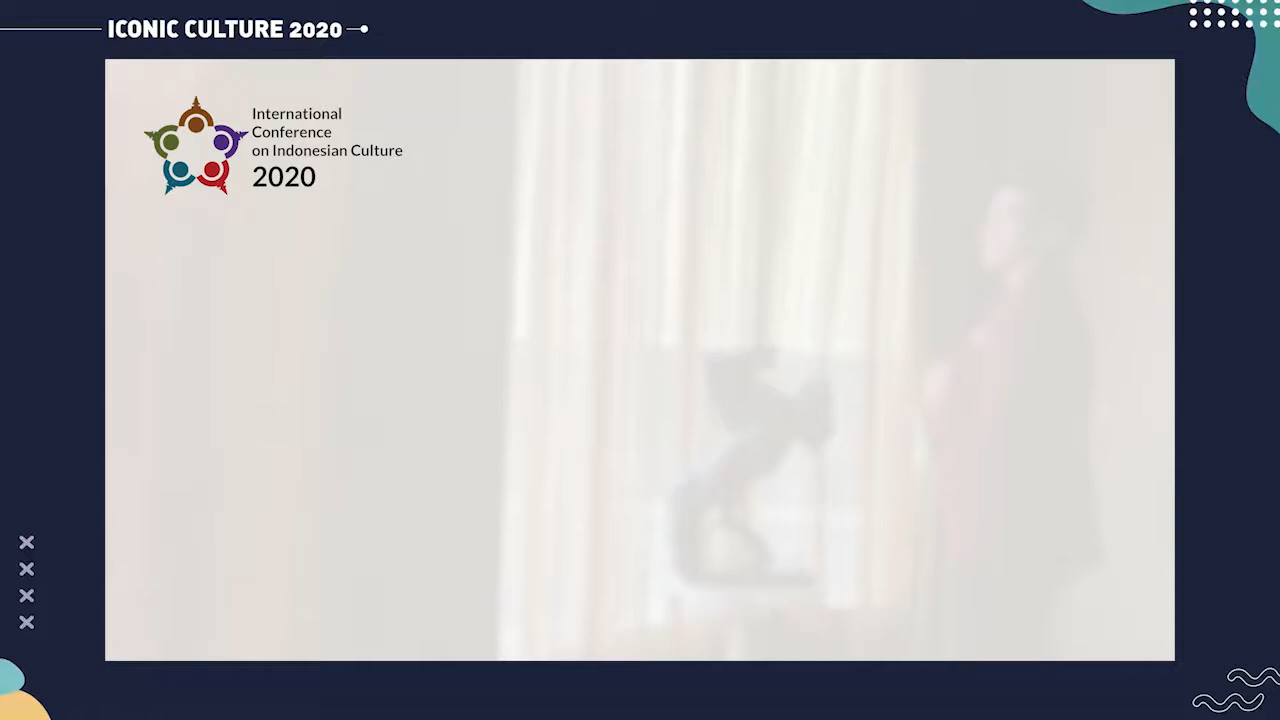 ICONIC CULTURE 2020
International
Conference
on Indonesian Culture
2020